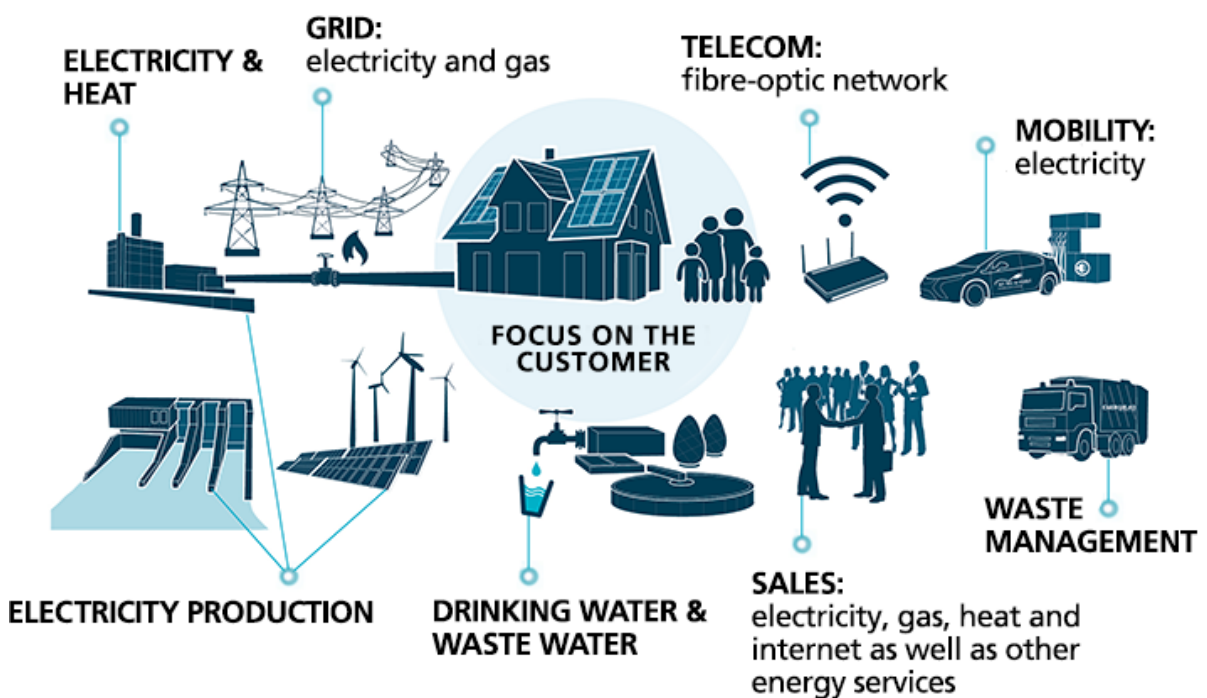 GRID:
electricity and gas
ELECTRICITY &
HEAT
TELECOM:
fibre-optic network
MOBILITY:
electricity
FOCUS ON THE
CUSTOMER
ELECTRICITY PRODUCTION
DRINKING WATER &
WASTE WATER
SALES:
electricity, gas, heat and
internet as well as other
energy services
WASTE
MANAGEMENT